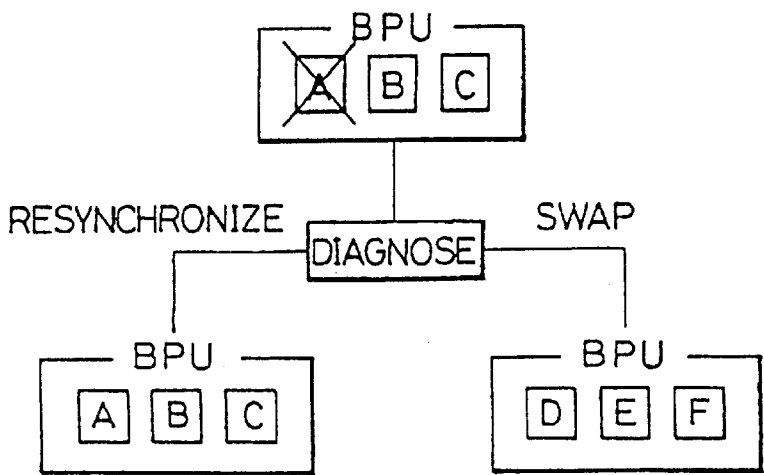 BPU
A B C
RESYNCHRONIZE
SWAP
DIAGNOSE
BPU
A B C
BPU
D E F